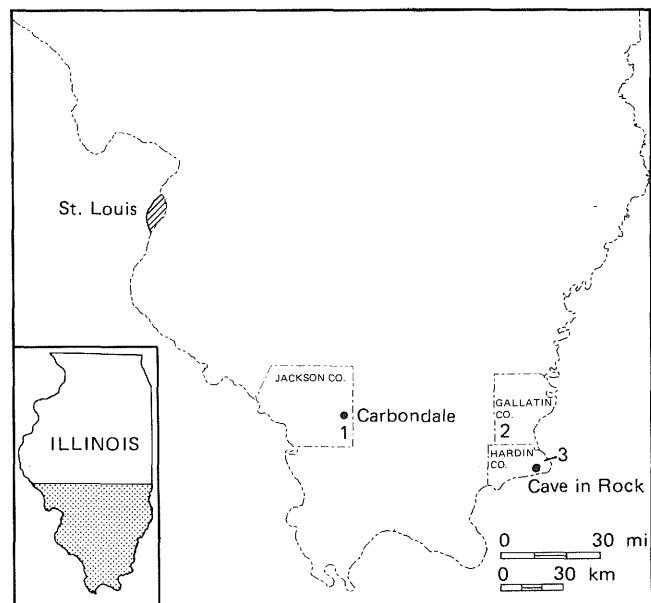 St. Louis
JACKSON CO.
Carbondale
1
GALLATIN
CO.
2
HARDIN
CO.
3
Cave in Rock
ILLINOIS
0 30 mi
0 30 km